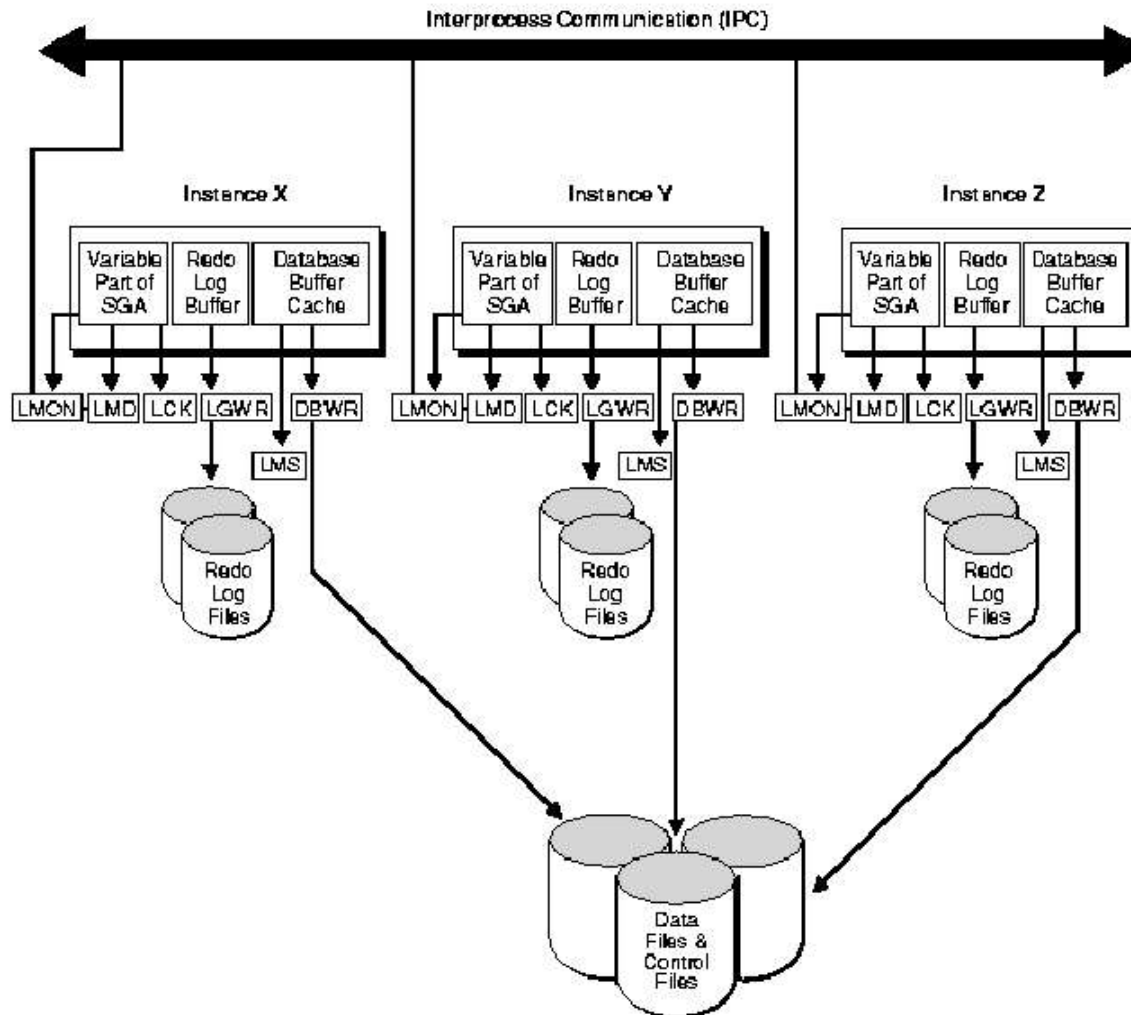 Interprocess Communication (IPC)
Instance X
Instance Y
Instance Z
Variable
Part of
SGA
Redo
Log
Buffer
Database
Buffer
Cache
Variable
Part of
SGA
Redo
Log
Buffer
Database
Buffer
Cache
Variable
Part of
SGA
Redo
Log
Buffer
Database
Buffer
Cache
LMON
LMD
LCK
LGWR
DBWR
LMON
LMD
LCK
LGWR
DBWR
LMON
LMD
LCK
LGWR
DBWR
LMS
LMS
LMS
Redo
Log
Files
Redo
Log
Files
Redo
Log
Files
Data
Files &
Control
Files